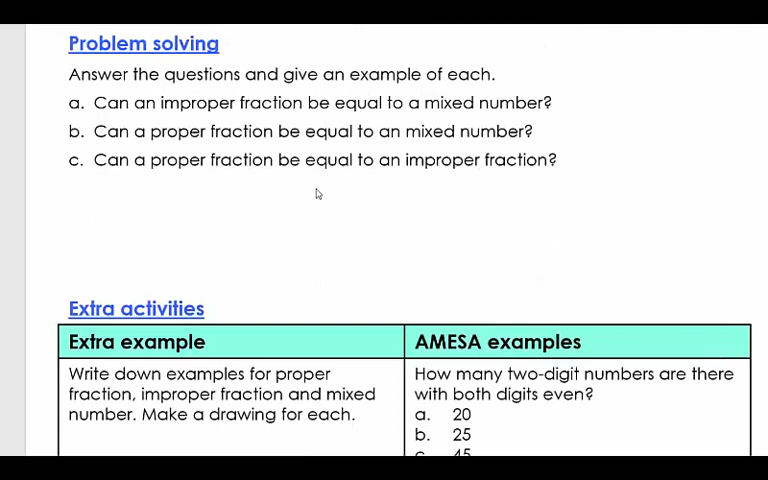 Problem solving
Answer the questions and give an example of each.
a. Can an improper fraction be equal to a mixed number?
b. Can a proper fraction be equal to an mixed number?
c. Can a proper fraction be equal to an improper fraction?
Extra activities
Extra example
Write down examples for proper
fraction, improper fraction and mixed
number. Make a drawing for each.
AMESA examples
How many two-digit numbers are there
with both digits even?
a. 20
b. 25
c. 45